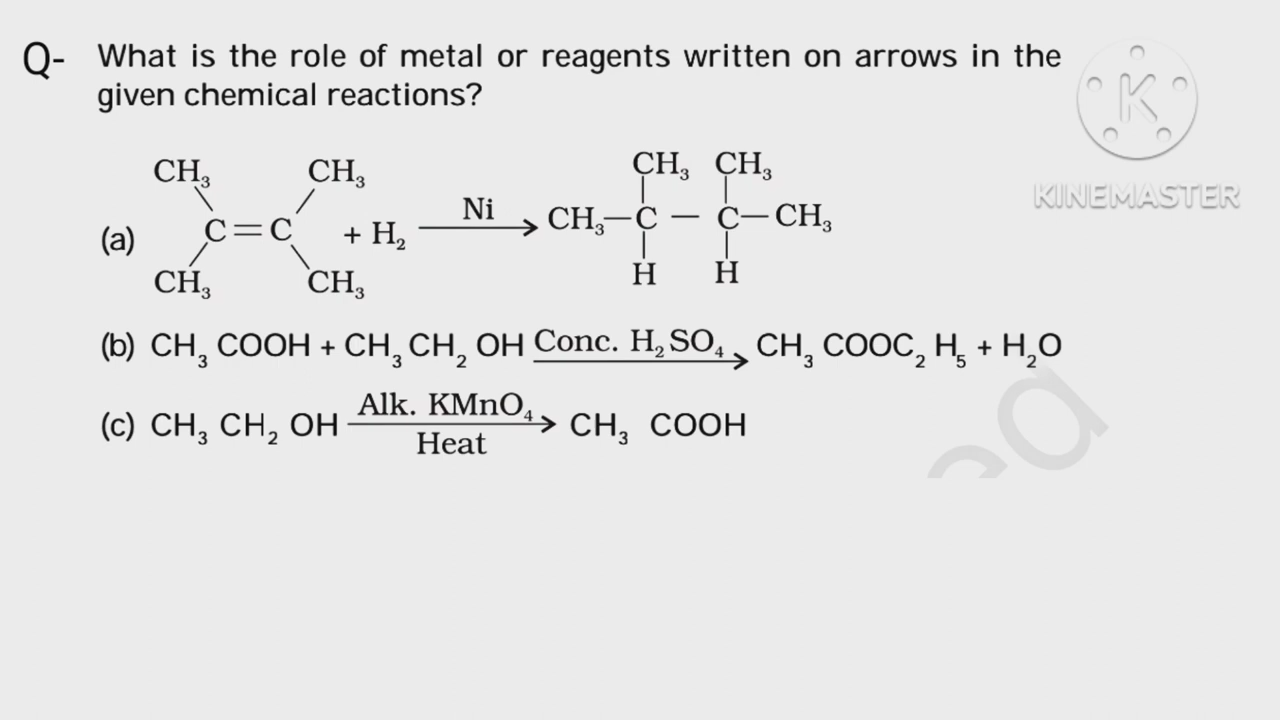 Q- What is the role of metal or reagents written on arrows in the
given chemical reactions?
CH₃ CH₃ CH₃ CH₃
(a) C=C + H₂ Ni → CH₃—C — C—CH₃
CH₃ CH₃ H H
(b) CH₃ COOH + CH₃ CH₂ OH Conc. H₂ SO₄ → CH₃ COOC₂ H₅ + H₂O
(c) CH₃ CH₂ OH Alk. KMnO₄ → CH₃ COOH
Heat
K
KINEMASTER